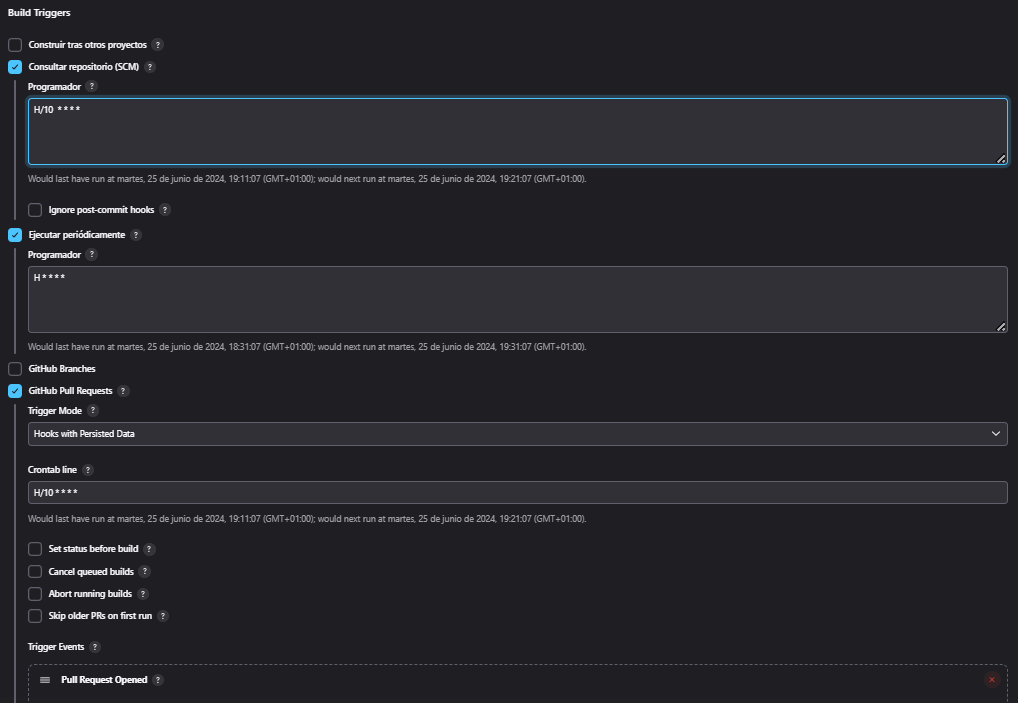 Build Triggers
Construir tras otros proyectos ?
Consultar repositorio (SCM) ?
Programador ?
H/10 * * * *
Would last have run at martes, 25 de junio de 2024, 19:11:07 (GMT+01:00); would next run at martes, 25 de junio de 2024, 19:21:07 (GMT+01:00).
Ignore post-commit hooks ?
Ejecutar periódicamente ?
Programador ?
H * * * *
Would last have run at martes, 25 de junio de 2024, 18:31:07 (GMT+01:00); would next run at martes, 25 de junio de 2024, 19:31:07 (GMT+01:00).
GitHub Branches
GitHub Pull Requests ?
Trigger Mode ?
Hooks with Persisted Data
Crontab line ?
H/10 * * * *
Would last have run at martes, 25 de junio de 2024, 19:11:07 (GMT+01:00); would next run at martes, 25 de junio de 2024, 19:21:07 (GMT+01:00).
Set status before build ?
Cancel queued builds ?
Abort running builds ?
Skip older PRs on first run ?
Trigger Events ?
Pull Request Opened ?